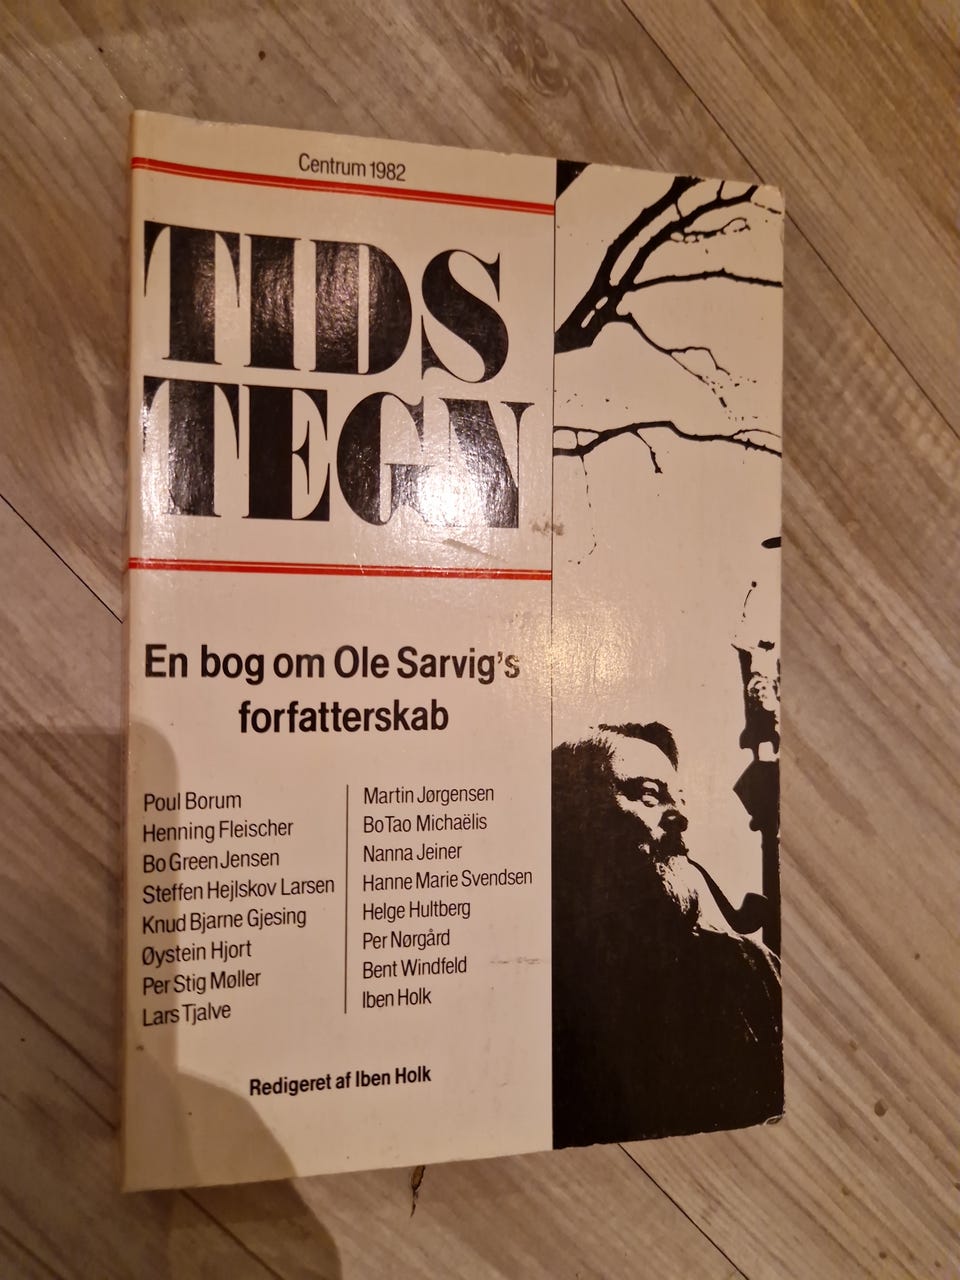 Centrum 1982
TIDS
TEGN
En bog om Ole Sarvig's
forfatterskab
Poul Borum
Henning Fleischer
Bo Green Jensen
Steffen Hejlskov Larsen
Knud Bjarne Gjesing
Øystein Hjort
Per Stig Møller
Lars Tjalve
Martin Jørgensen
Bo Tao Michaëlis
Nanna Jeiner
Hanne Marie Svendsen
Helge Hultberg
Per Nørgård
Bent Windfeld
Iben Holk
Redigeret af Iben Holk